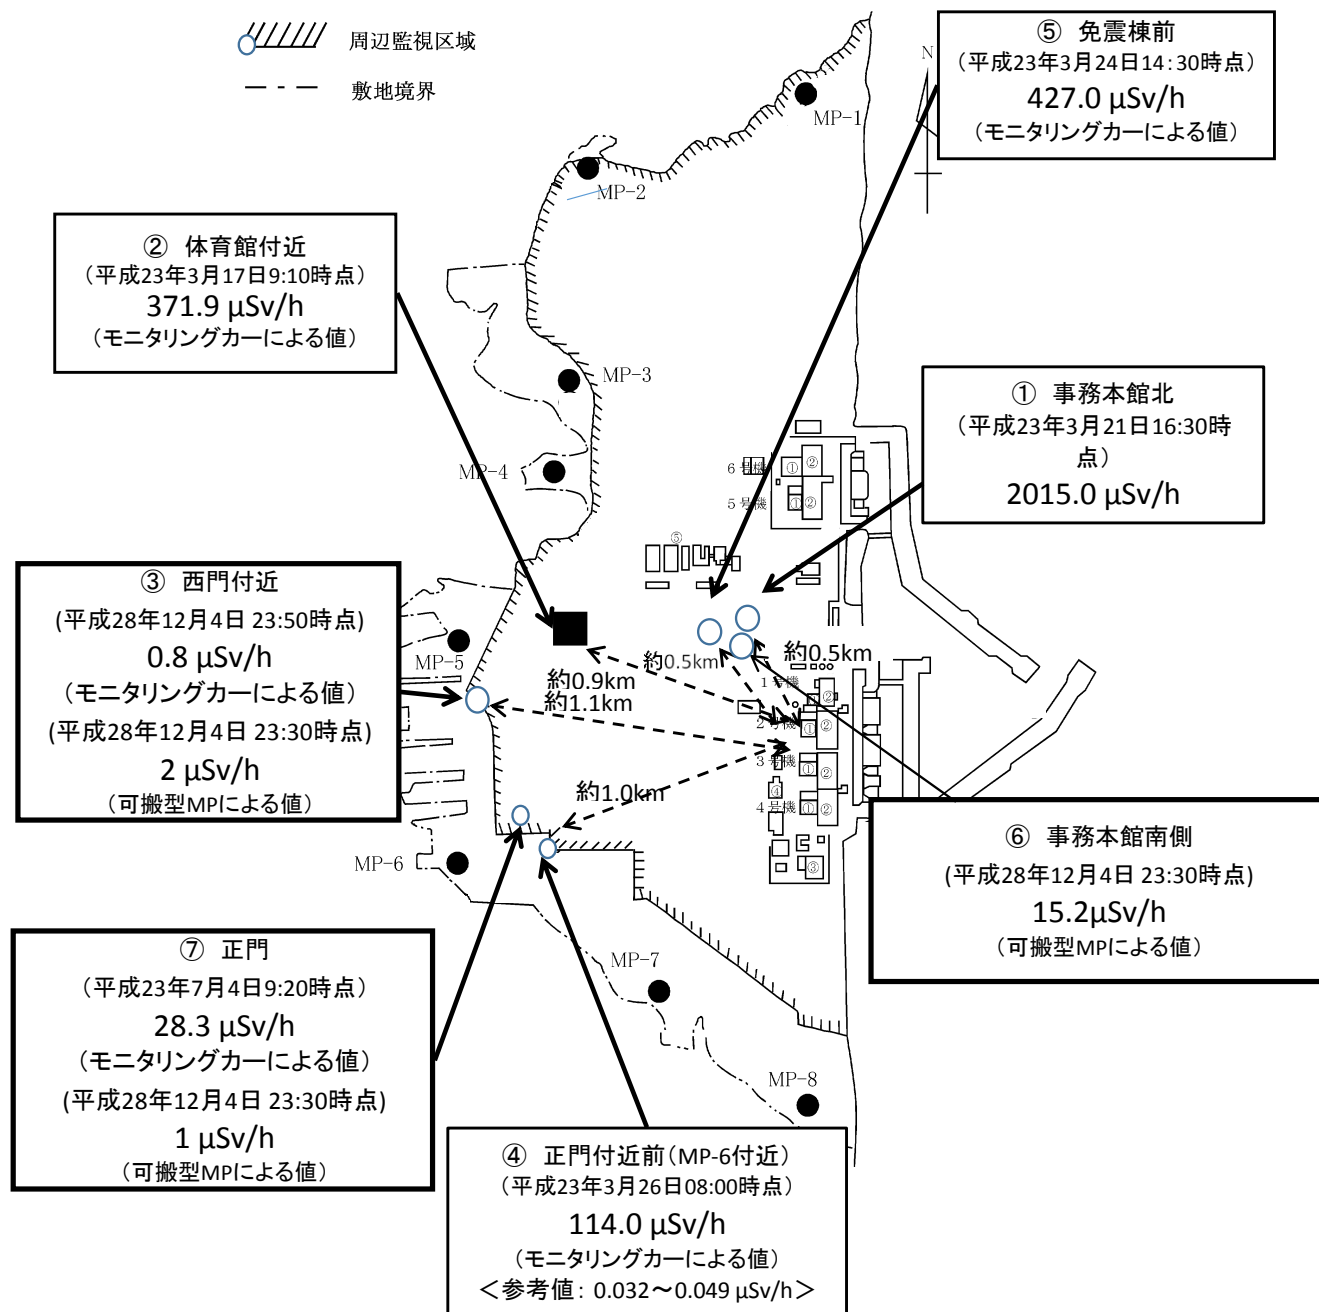 周辺監視区域
敷地境界
⑤ 免震棟前
(平成23年3月24日14:30時点)
427.0 μSv/h
(モニタリングカーによる値)
N
MP-1
MP-2
② 体育館付近
(平成23年3月17日9:10時点)
371.9 μSv/h
(モニタリングカーによる値)
MP-3
① 事務本館北
(平成23年3月21日16:30時
点)
2015.0 μSv/h
MP-4
6号機
① ②
5号機
① ②
⑤
③ 西門付近
(平成28年12月4日 23:50時点)
0.8 μSv/h
(モニタリングカーによる値)
(平成28年12月4日 23:30時点)
2 μSv/h
(可搬型MPによる値)
MP-5
約0.9km
約1.1km
約0.5km
約0.5km
1号機
②
2号機
① ②
3号機
① ②
④
4号機
① ②
③
約1.0km
MP-6
⑥ 事務本館南側
(平成28年12月4日 23:30時点)
15.2μSv/h
(可搬型MPによる値)
⑦ 正門
(平成23年7月4日9:20時点)
28.3 μSv/h
(モニタリングカーによる値)
(平成28年12月4日 23:30時点)
1 μSv/h
(可搬型MPによる値)
MP-7
MP-8
④ 正門付近前(MP-6付近)
(平成23年3月26日08:00時点)
114.0 μSv/h
(モニタリングカーによる値)
<参考値: 0.032~0.049 μSv/h>